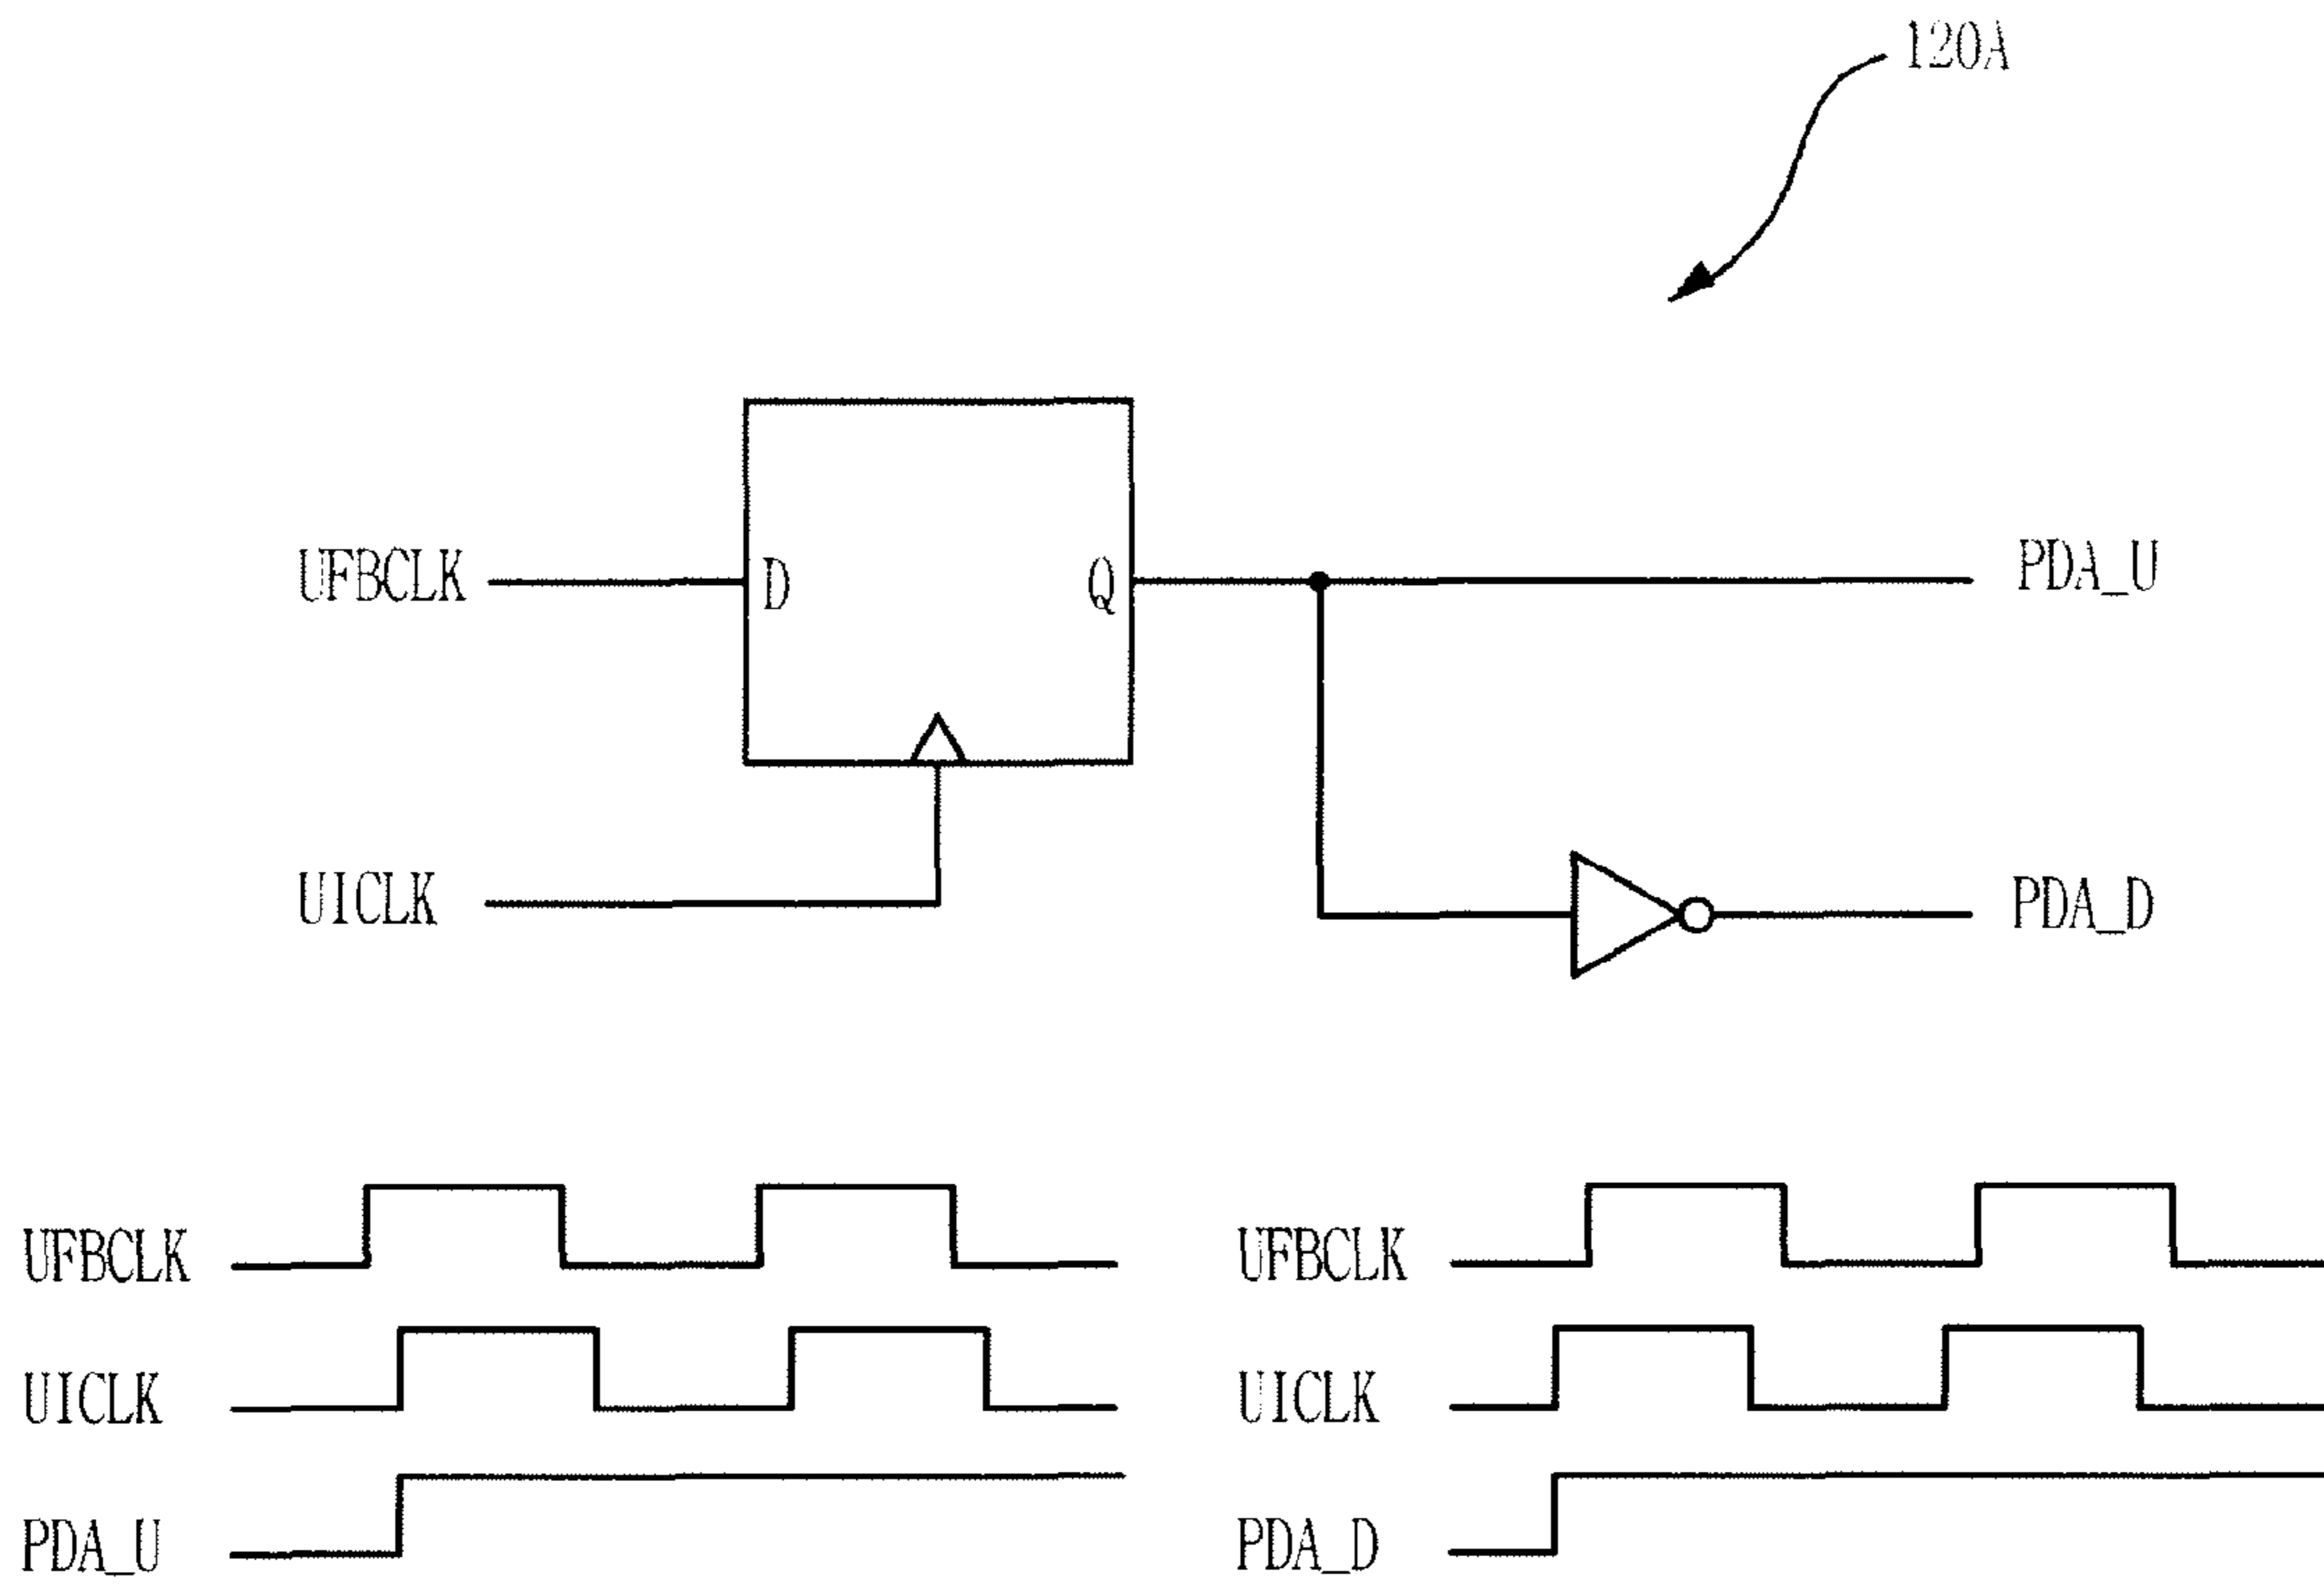 120A
UFBCLK
D
Q
PDA_U
UICLK
PDA_D
UFBCLK
UICLK
PDA_U
UFBCLK
UICLK
PDA_D